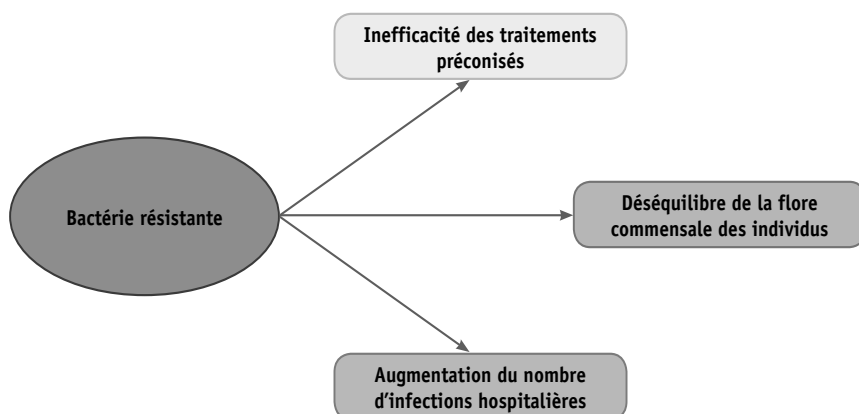 Inefficacité des traitements
préconisés
Bactérie résistante
Déséquilibre de la flore
commensale des individus
Augmentation du nombre
d'infections hospitalières